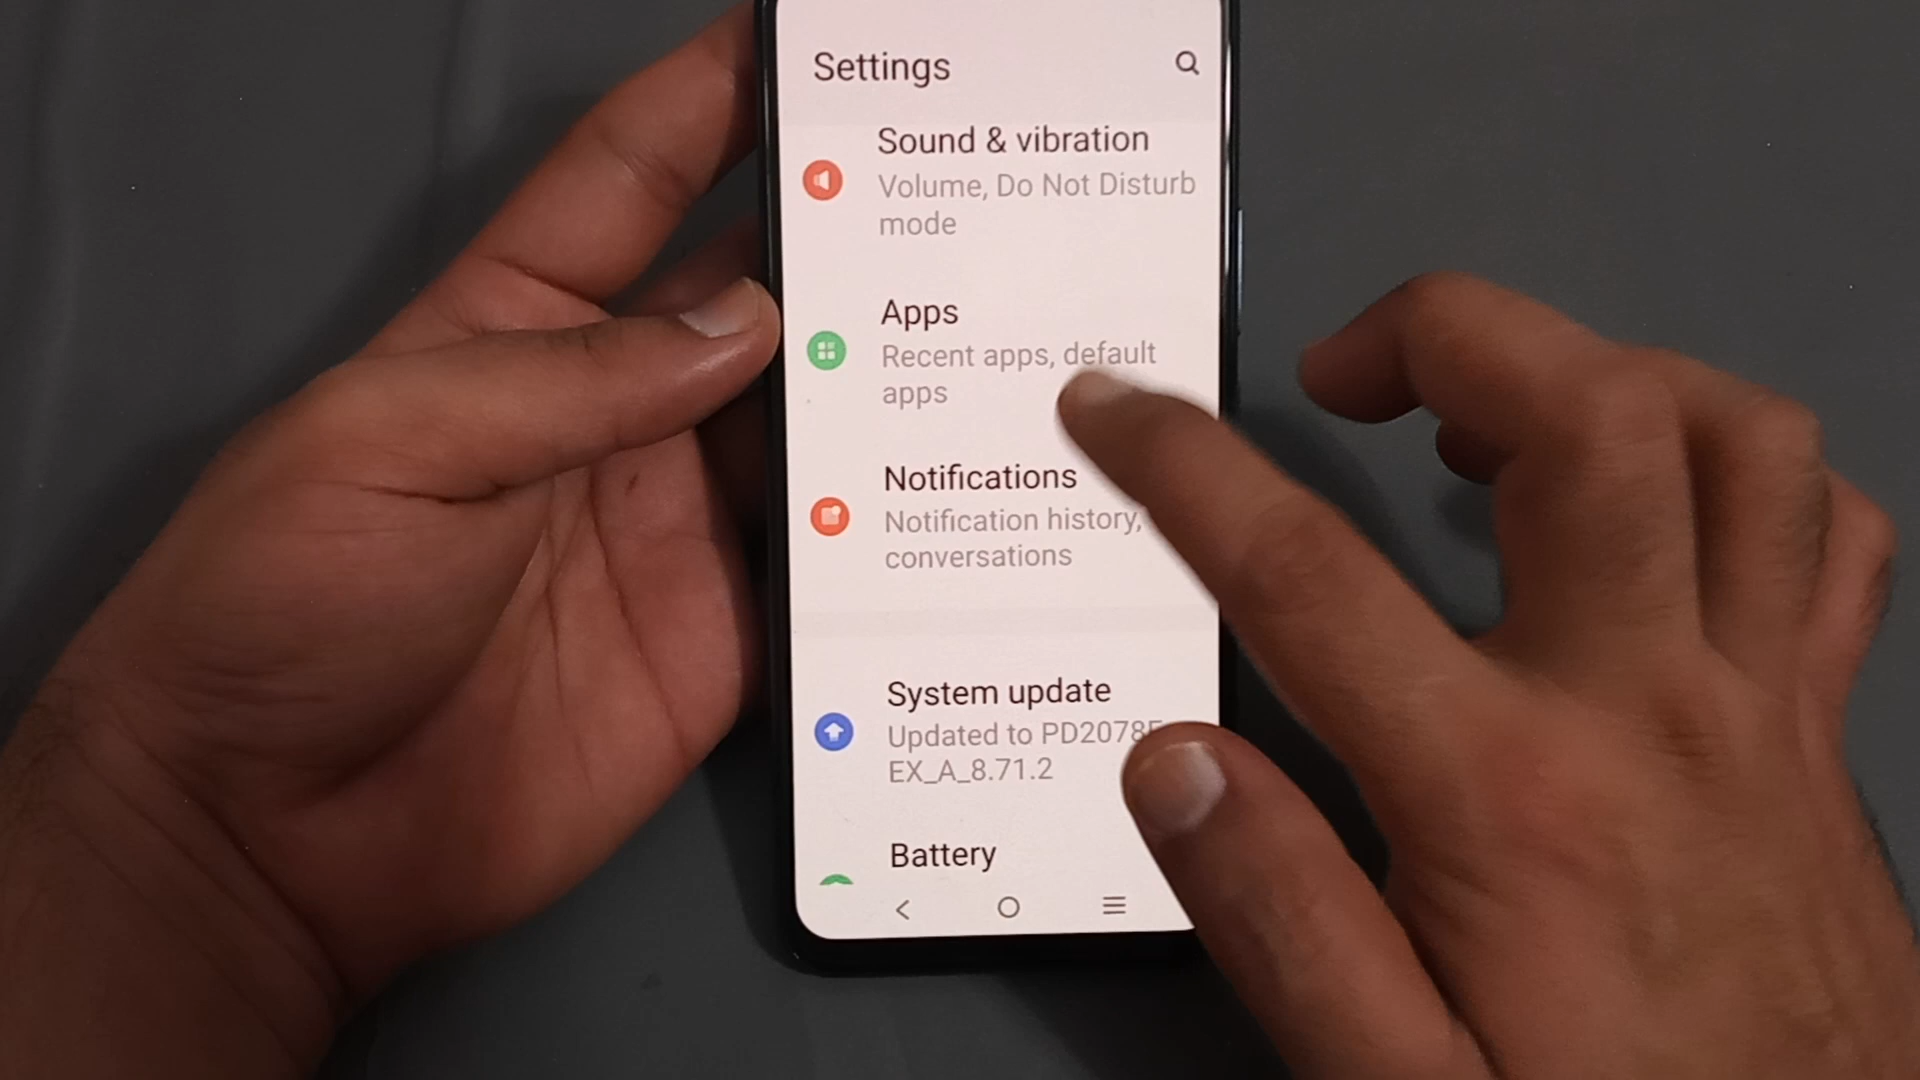 Settings
Sound & vibration
Volume, Do Not Disturb
mode
Apps
Recent apps, default
apps
Notifications
Notification history,
conversations
System update
Updated to PD2078F
EX_A_8.71.2
Battery